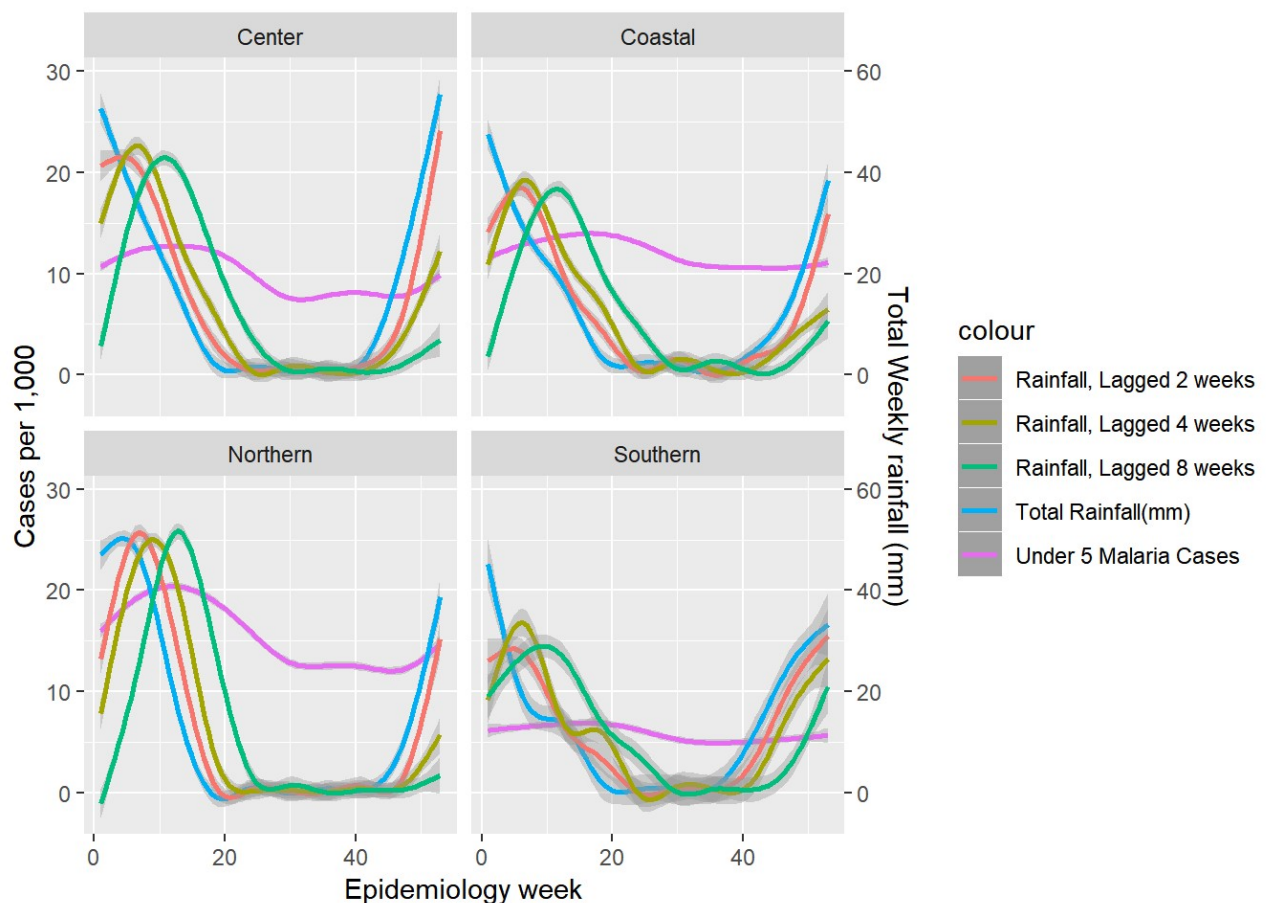 Center
Coastal
30
20
10
0
60
40
20
0
Northern
Southern
30
20
10
0
60
40
20
0
0
20
40
0
20
40
Epidemiology week
Cases per 1,000
Total Weekly rainfall (mm)
colour
Rainfall, Lagged 2 weeks
Rainfall, Lagged 4 weeks
Rainfall, Lagged 8 weeks
Total Rainfall(mm)
Under 5 Malaria Cases